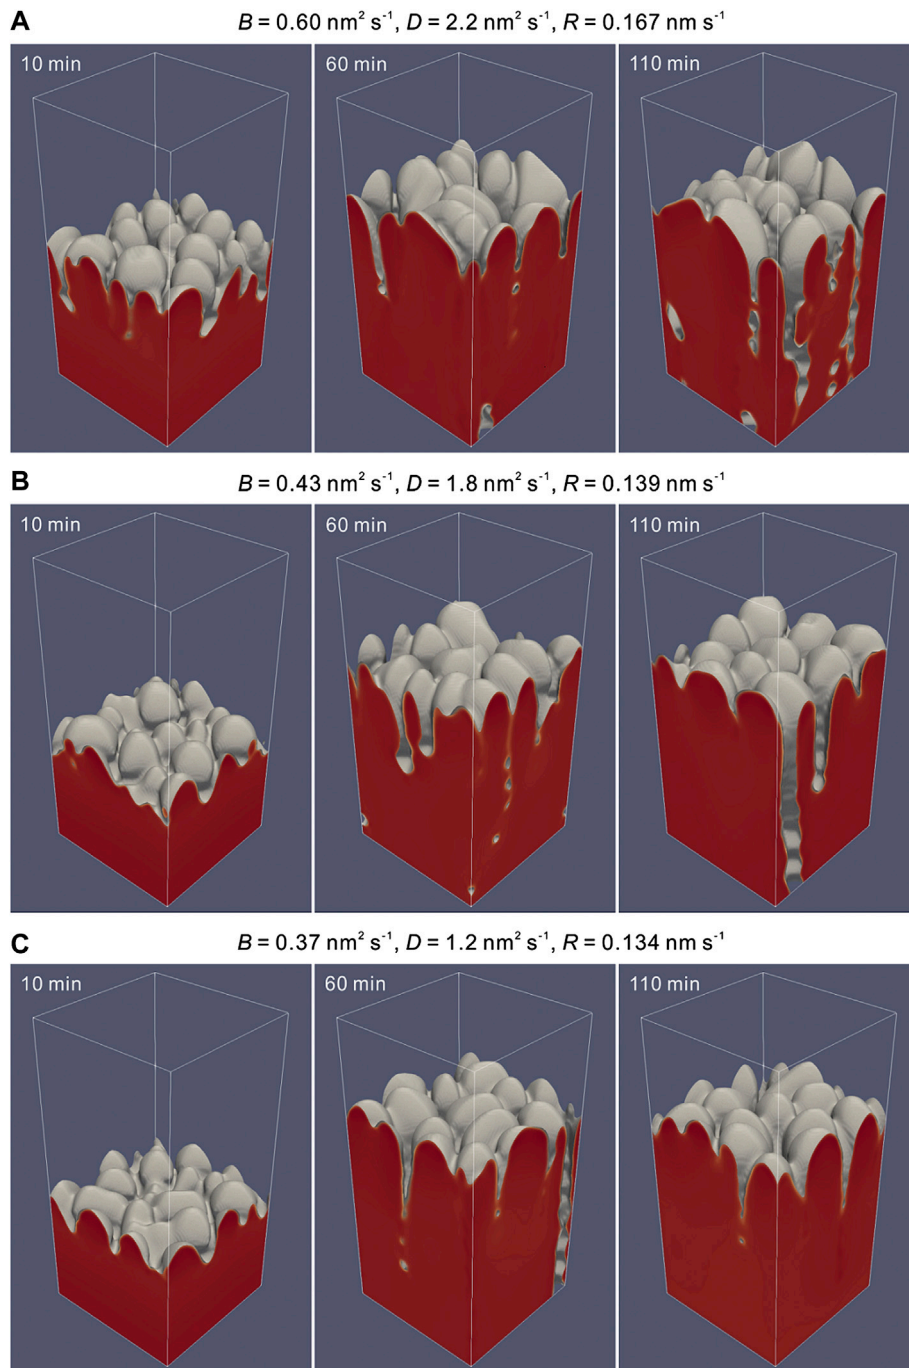 A
B = 0.60 nm² s⁻¹, D = 2.2 nm² s⁻¹, R = 0.167 nm s⁻¹
10 min
60 min
110 min
B
B = 0.43 nm² s⁻¹, D = 1.8 nm² s⁻¹, R = 0.139 nm s⁻¹
10 min
60 min
110 min
C
B = 0.37 nm² s⁻¹, D = 1.2 nm² s⁻¹, R = 0.134 nm s⁻¹
10 min
60 min
110 min